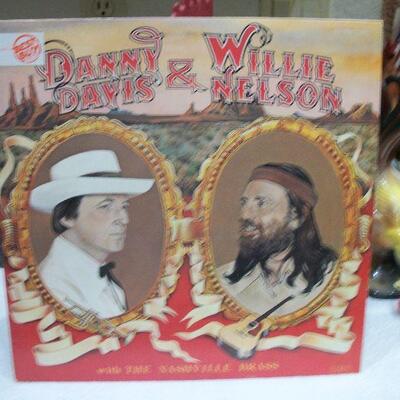 DANNY DAVIS & WILLIE NELSON
WITH THE NASHVILLE BRASS